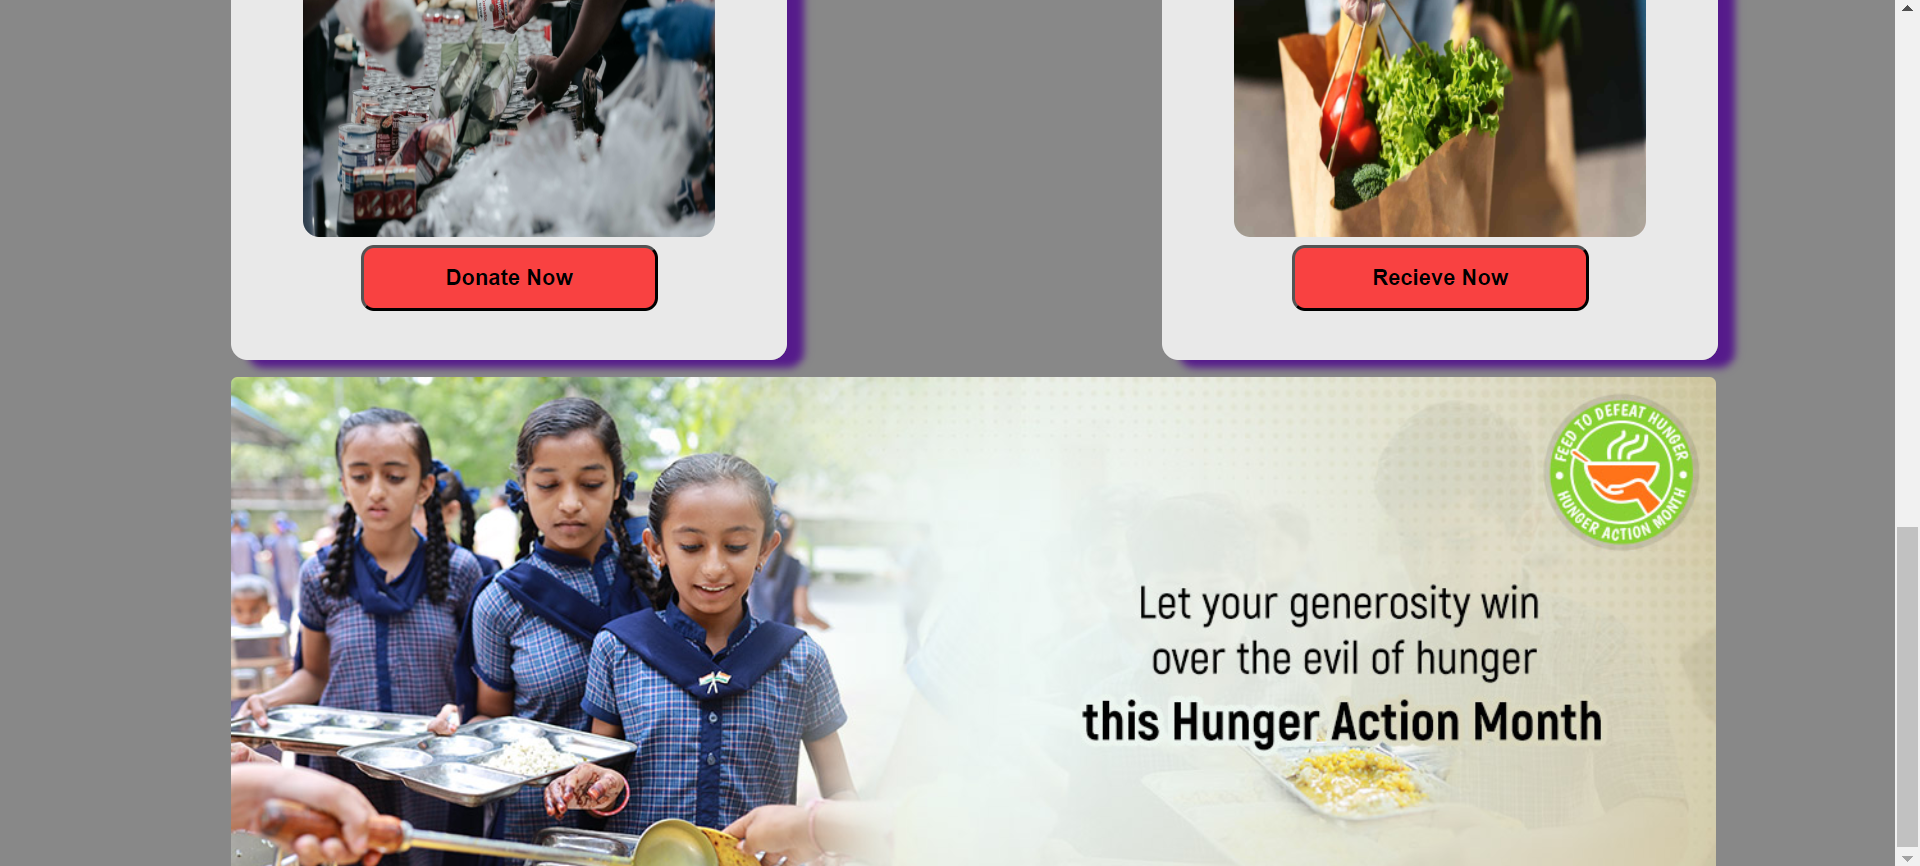 Donate Now
Recieve Now
FEED TO DEFEAT HUNGER
HUNGER ACTION MONTH
Let your generosity win
over the evil of hunger
this Hunger Action Month